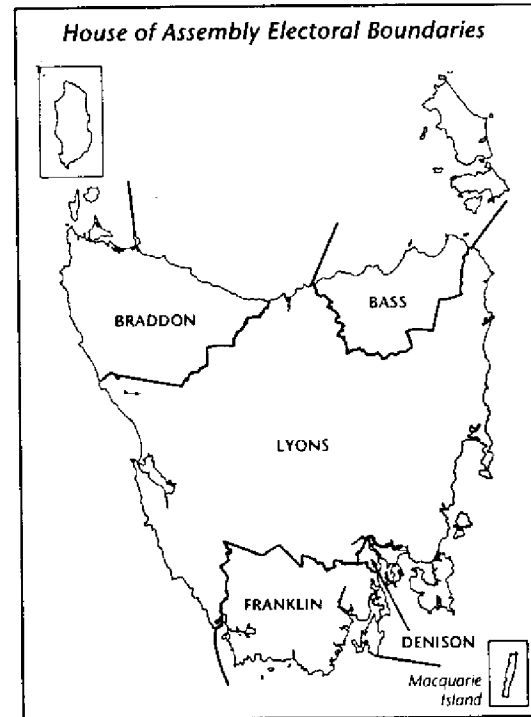 House of Assembly Electoral Boundaries
BRADDON
BASS
LYONS
FRANKLIN
DENISON
Macquarie
Island